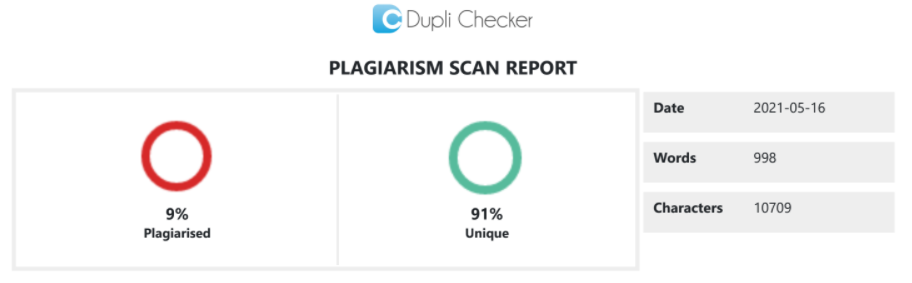 Dupli Checker
PLAGIARISM SCAN REPORT
9%
Plagiarised
91%
Unique
Date 2021-05-16
Words 998
Characters 10709